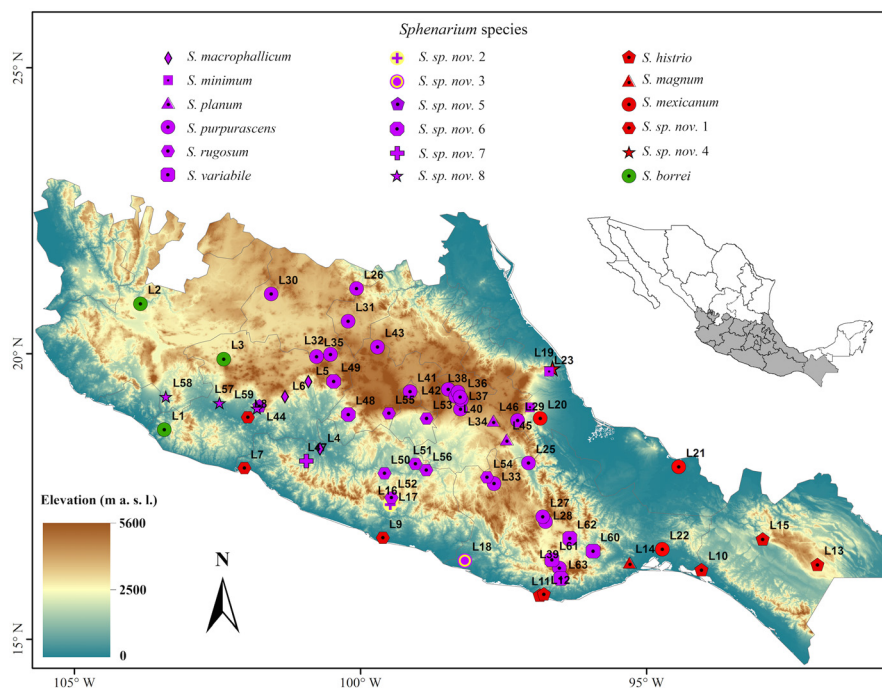 Sphenarium species
S. macrophallicum
S. minimum
S. planum
S. purpurascens
S. rugosum
S. variabile
S. sp. nov. 2
S. sp. nov. 3
S. sp. nov. 5
S. sp. nov. 6
S. sp. nov. 7
S. sp. nov. 8
S. histrio
S. magnum
S. mexicanum
S. sp. nov. 1
S. sp. nov. 4
S. borrei
25° N
20° N
15° N
L2
L30
L26
L31
L3
L32
L35
L43
L19
L23
L5
L49
L58
L57
L59
L6
L41
L38
L36
L42
L37
L1
L44
L48
L55
L53
L40
L34
L46
L29
L20
L45
L7
L4
L51
L50
L56
L25
L21
L54
L33
L52
L16
L17
L27
L28
L9
L62
L18
L61
L60
L22
L15
L39
L14
L10
L13
L63
L11
L12
Elevation (m a. s. l.)
5600
2500
0
N
105° W
100° W
95° W